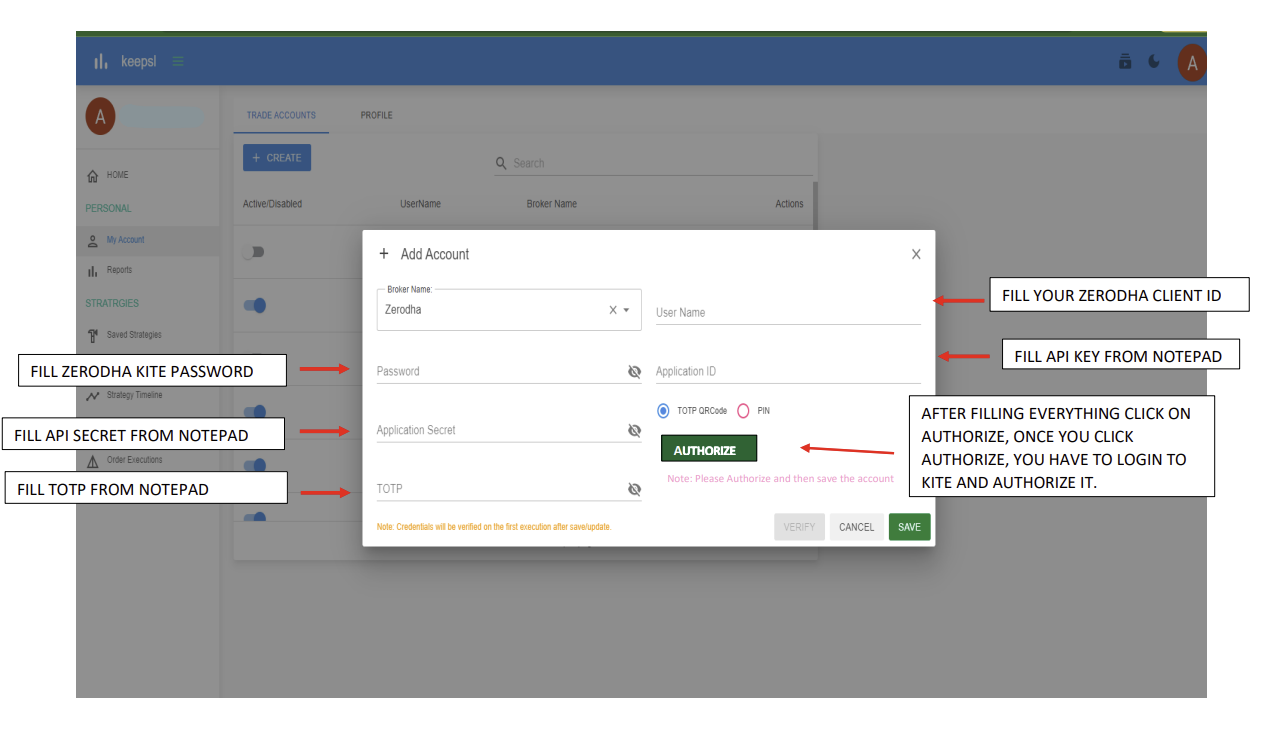 keepsl
A
A
TRADE ACCOUNTS PROFILE
+ CREATE
Search
HOME
PERSONAL
Active/Disabled UserName Broker Name Actions
My Account
Reports
STRATRGIES
Saved Strategies
Strategy Timeline
Order Executions
+ Add Account X
Broker Name:
Zerodha
User Name
Password
Application ID
TOTP QRCode PIN
Application Secret
AUTHORIZE
Note: Please Authorize and then save the account
TOTP
Note: Credentials will be verified on the first execution after save/update.
VERIFY CANCEL SAVE
FILL YOUR ZERODHA CLIENT ID
FILL API KEY FROM NOTEPAD
FILL ZERODHA KITE PASSWORD
FILL API SECRET FROM NOTEPAD
FILL TOTP FROM NOTEPAD
AFTER FILLING EVERYTHING CLICK ON
AUTHORIZE, ONCE YOU CLICK
AUTHORIZE, YOU HAVE TO LOGIN TO
KITE AND AUTHORIZE IT.